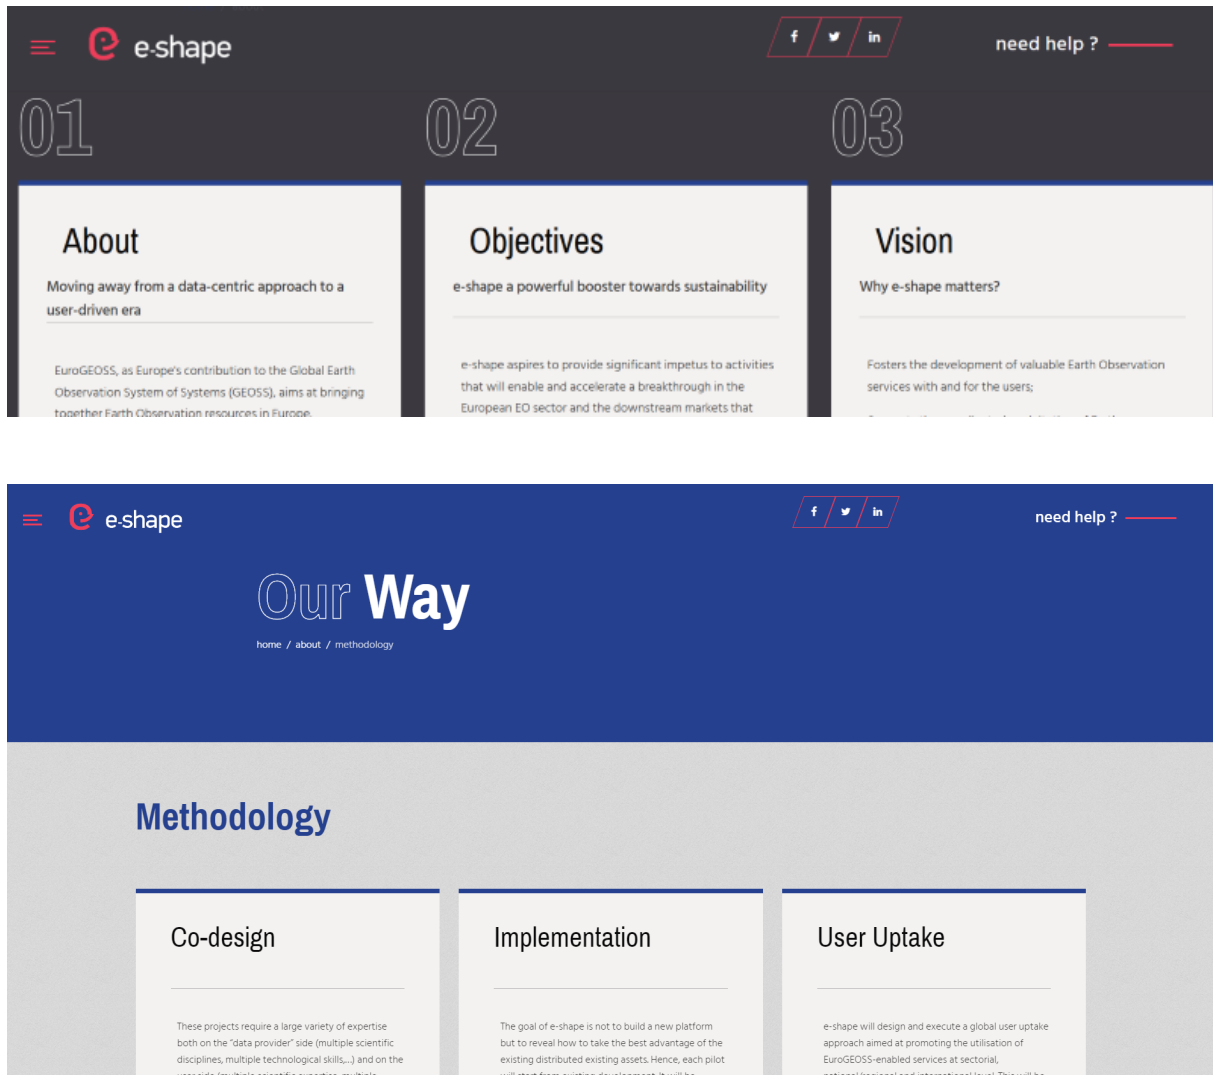 e-shape
need help ?
01
02
03
About
Moving away from a data-centric approach to a
user-driven era
EuroGEOSS, as Europe's contribution to the Global Earth
Observation System of Systems (GEOSS), aims at bringing
together Earth Observation resources in Europe.
Objectives
e-shape a powerful booster towards sustainability
e-shape aspires to provide significant impetus to activities
that will enable and accelerate a breakthrough in the
European EO sector and the downstream markets that
Vision
Why e-shape matters?
Fosters the development of valuable Earth Observation
services with and for the users;
e-shape
need help ?
Our Way
home / about / methodology
Methodology
Co-design
These projects require a large variety of expertise
both on the “data provider” side (multiple scientific
disciplines, multiple technological skills,...) and on the
Implementation
The goal of e-shape is not to build a new platform
but to reveal how to take the best advantage of the
existing distributed existing assets. Hence, each pilot
User Uptake
e-shape will design and execute a global user uptake
approach aimed at promoting the utilisation of
EuroGEOSS-enabled services at sectorial,